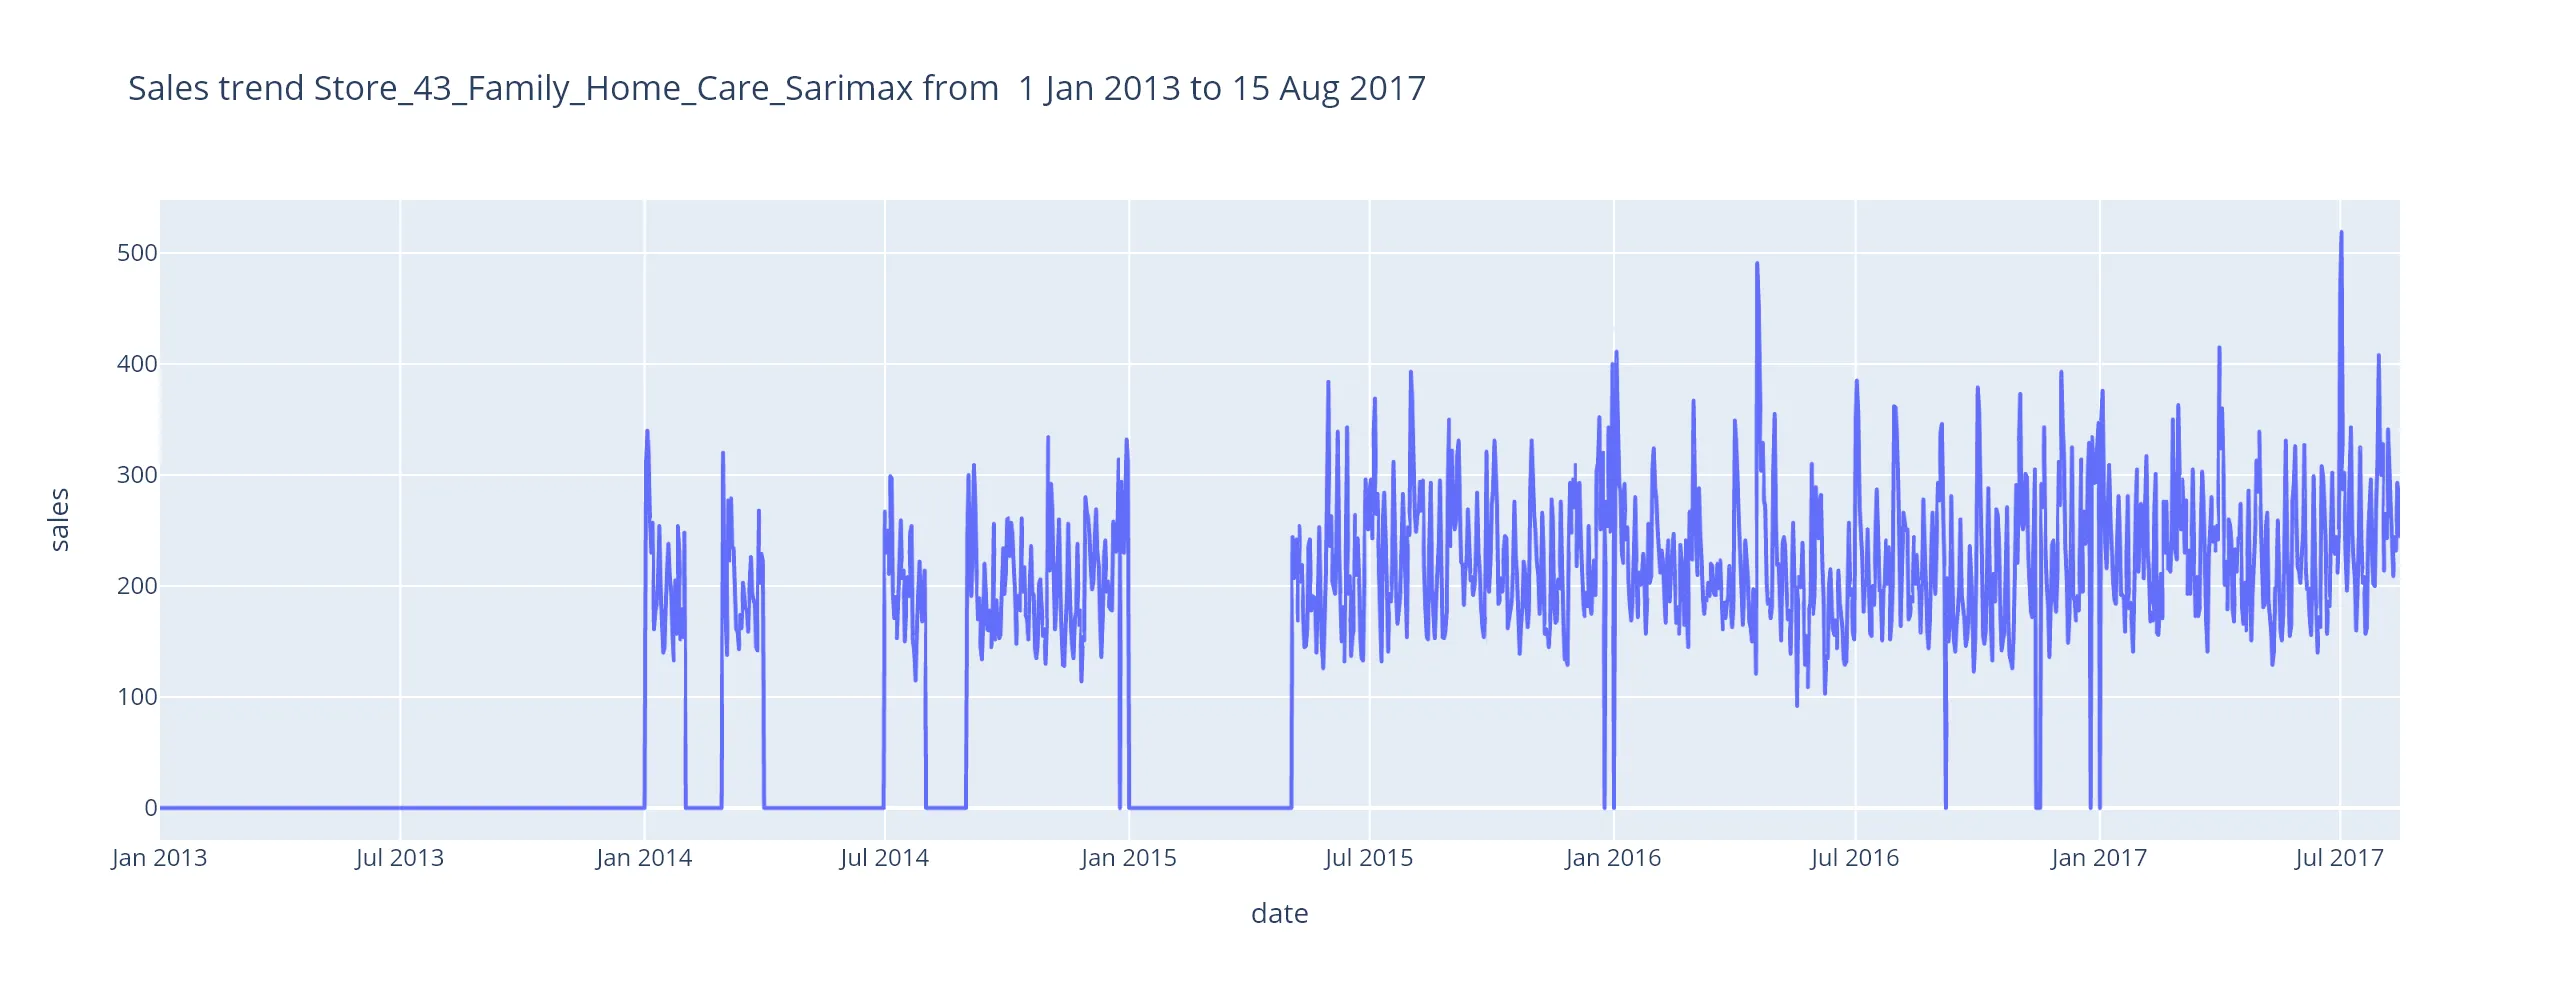 Sales trend Store_43_Family_Home_Care_Sarimax from  1 Jan 2013 to 15 Aug 2017
sales
500
400
300
200
100
0
Jan 2013 Jul 2013 Jan 2014 Jul 2014 Jan 2015 Jul 2015 Jan 2016 Jul 2016 Jan 2017 Jul 2017
date